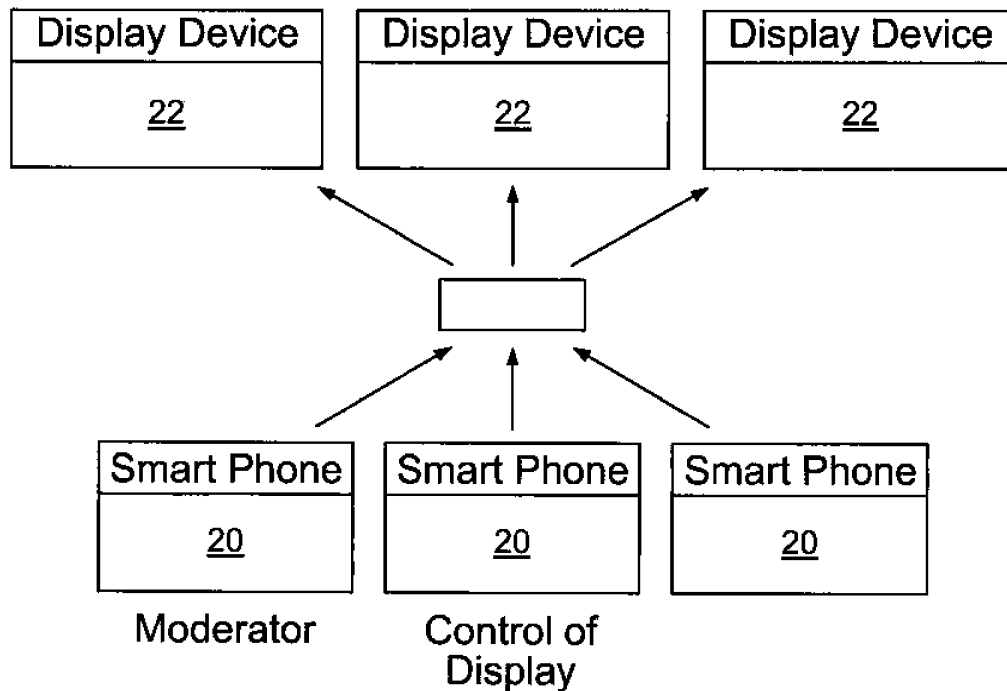 Display Device
22
Display Device
22
Display Device
22
Smart Phone
20
Moderator
Smart Phone
20
Control of
Display
Smart Phone
20